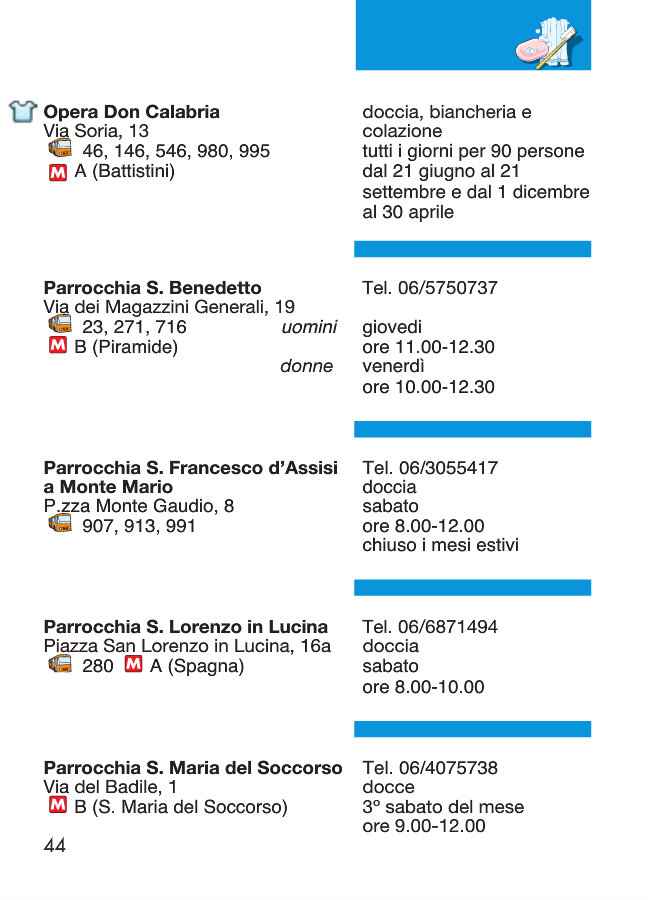 Opera Don Calabria
Via Soria, 13
46, 146, 546, 980, 995
M A (Battistini)
doccia, biancheria e
colazione
tutti i giorni per 90 persone
dal 21 giugno al 21
settembre e dal 1 dicembre
al 30 aprile
Parrocchia S. Benedetto
Via dei Magazzini Generali, 19
23, 271, 716
M B (Piramide)
Tel. 06/5750737
uomini giovedi
ore 11.00-12.30
donne venerdì
ore 10.00-12.30
Parrocchia S. Francesco d'Assisi
a Monte Mario
P.zza Monte Gaudio, 8
907, 913, 991
Tel. 06/3055417
doccia
sabato
ore 8.00-12.00
chiuso i mesi estivi
Parrocchia S. Lorenzo in Lucina
Piazza San Lorenzo in Lucina, 16a
280 M A (Spagna)
Tel. 06/6871494
doccia
sabato
ore 8.00-10.00
Parrocchia S. Maria del Soccorso
Via del Badile, 1
M B (S. Maria del Soccorso)
Tel. 06/4075738
docce
3º sabato del mese
ore 9.00-12.00
44